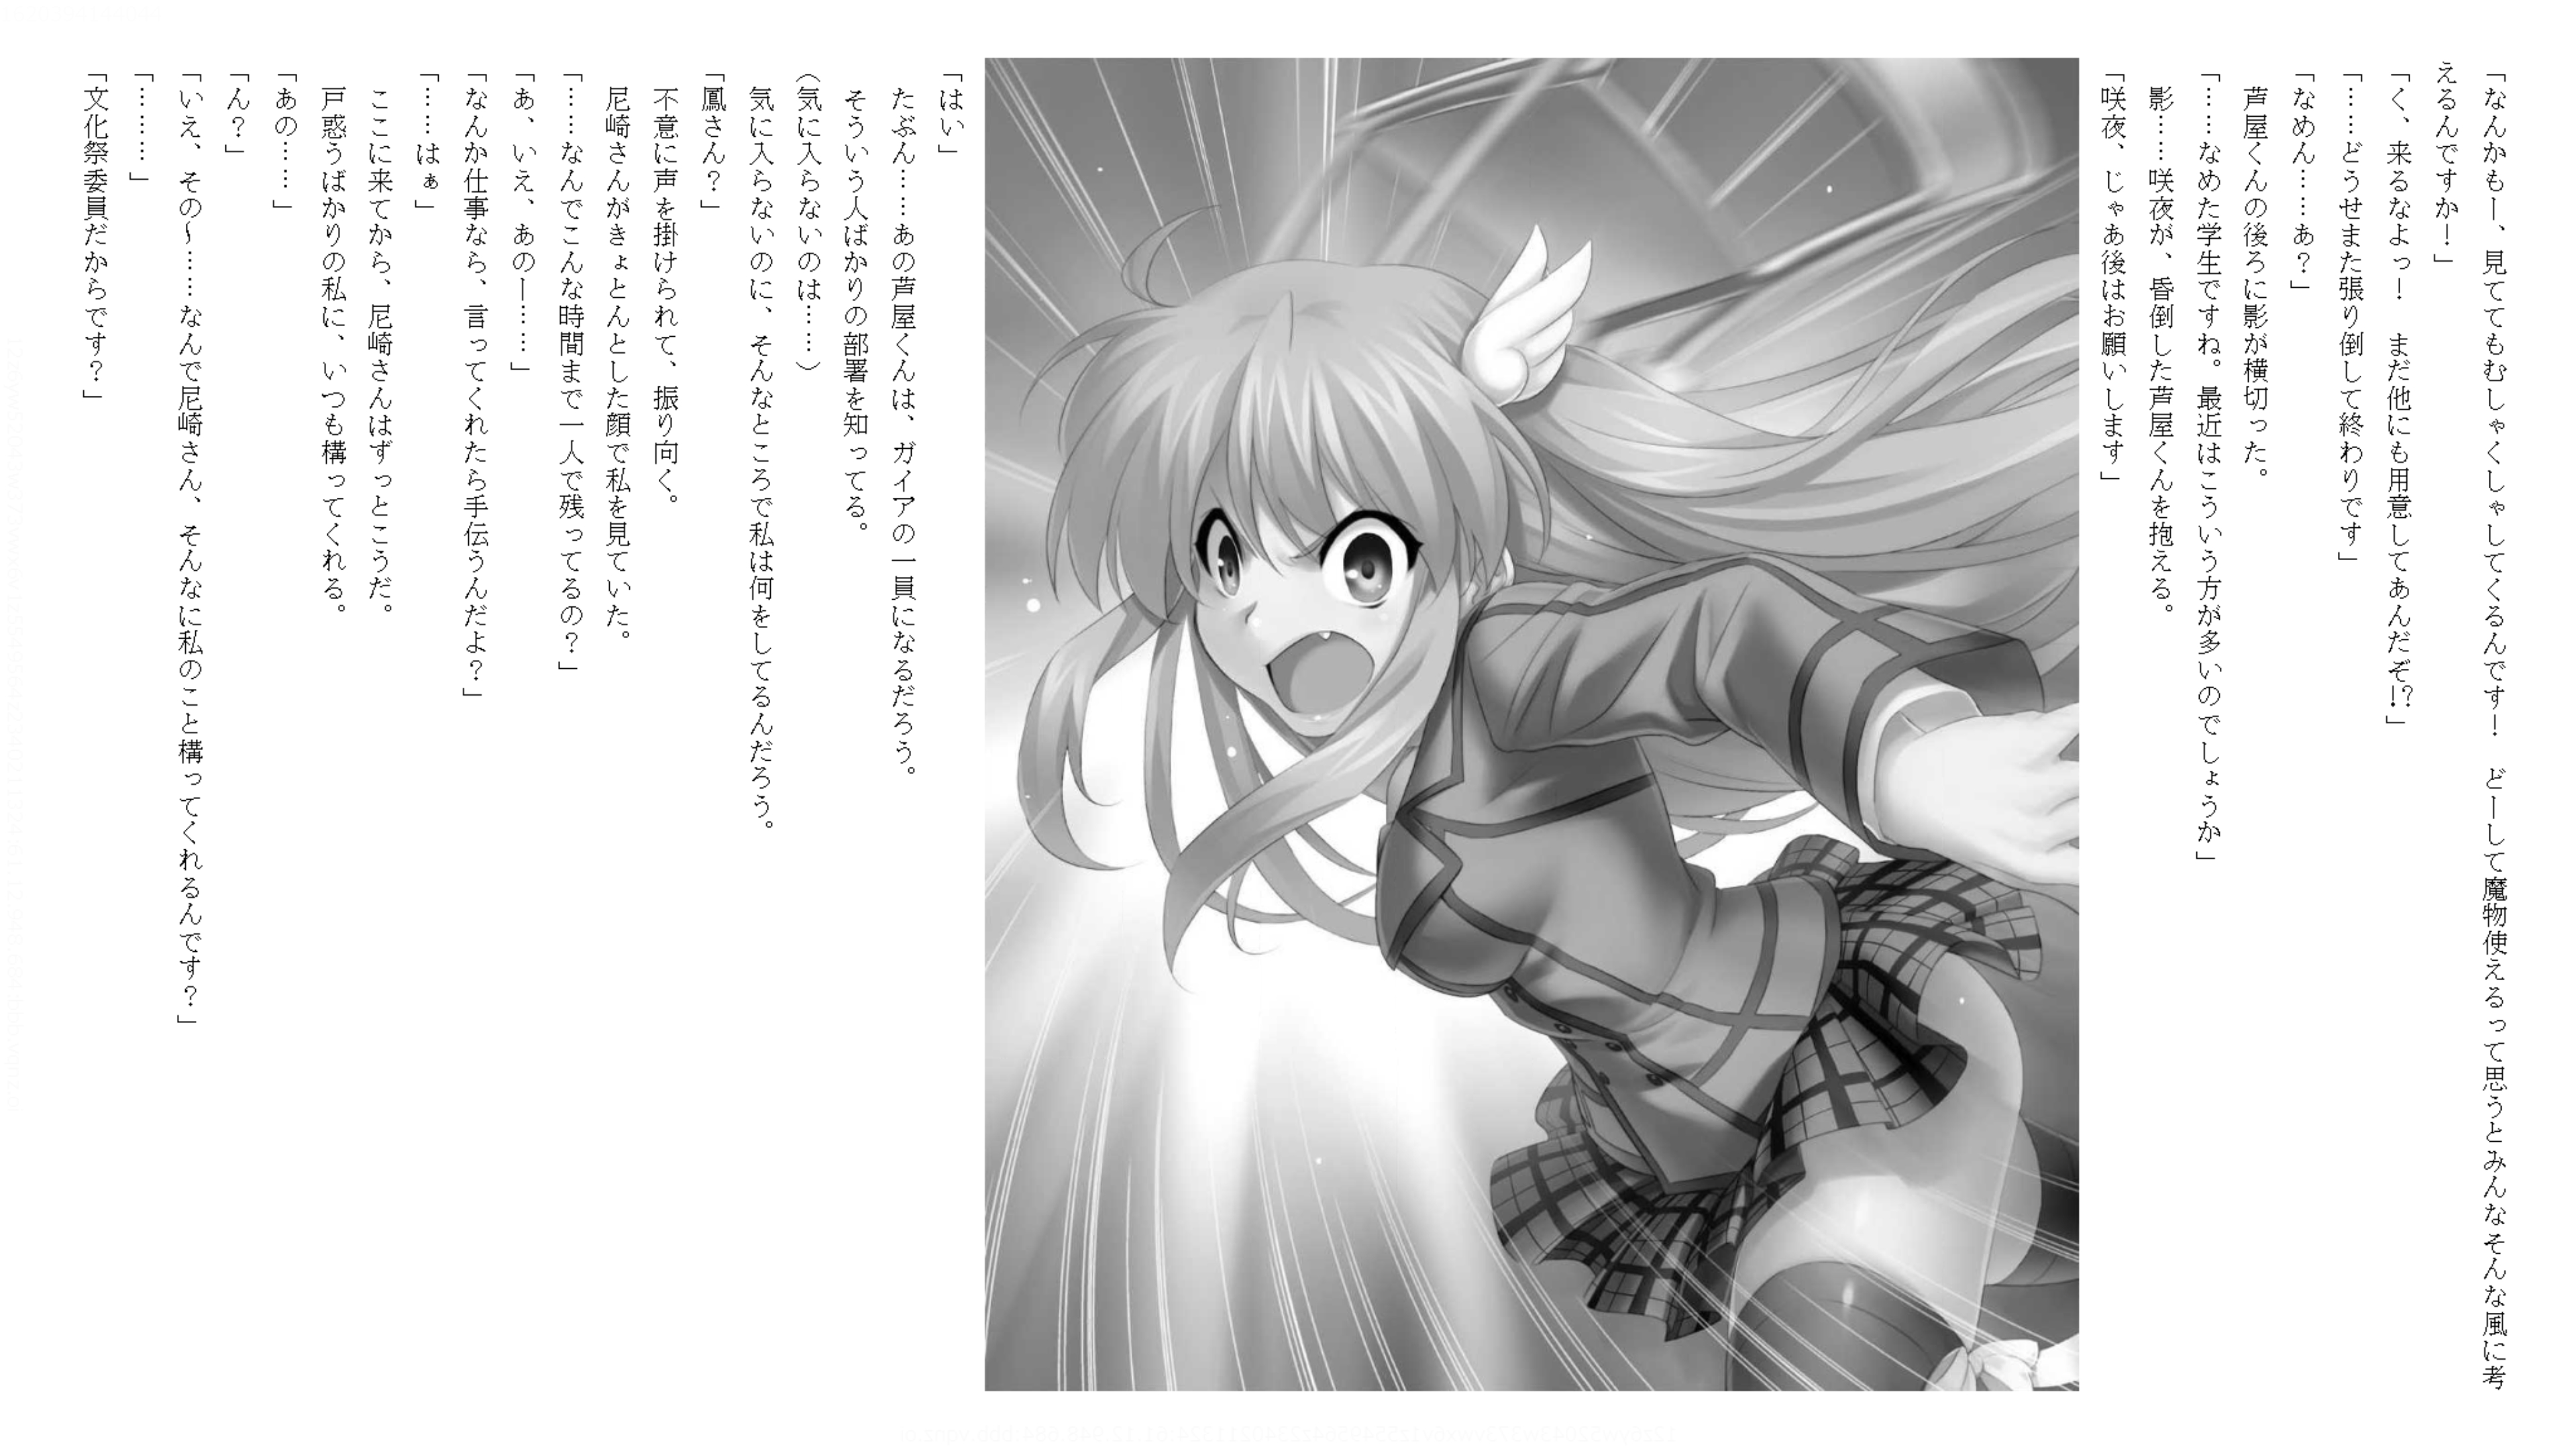 「なんかもー、見ててもむしゃくしゃしてくるんです！　どーして魔物使えるって思うとみんなそんな風に考
えるんですか！」
「く、来るなよっ！　まだ他にも用意してあんだぞ!?」
「……どうせまた張り倒して終わりです」
「なめん……あ？」
　芦屋くんの後ろに影が横切った。
「……なめた学生ですね。最近はこういう方が多いのでしょうか」
　影……咲夜が、昏倒した芦屋くんを抱える。
「咲夜、じゃあ後はお願いします」
「はい」
　たぶん……あの芦屋くんは、ガイアの一員になるだろう。
　そういう人ばかりの部署を知ってる。
（気に入らないのは……）
　気に入らないのに、そんなところで私は何をしてるんだろう。
「鳳さん？」
　不意に声を掛けられて、振り向く。
　尼崎さんがきょとんとした顔で私を見ていた。
「……なんでこんな時間まで一人で残ってるの？」
「あ、いえ、あのー……」
「なんか仕事なら、言ってくれたら手伝うんだよ？」
「……はぁ」
　ここに来てから、尼崎さんはずっとこうだ。
　戸惑うばかりの私に、いつも構ってくれる。
「あの……」
「ん？」
「いえ、その～……なんで尼崎さん、そんなに私のこと構ってくれるんです？」
「………」
「文化祭委員だからです？」